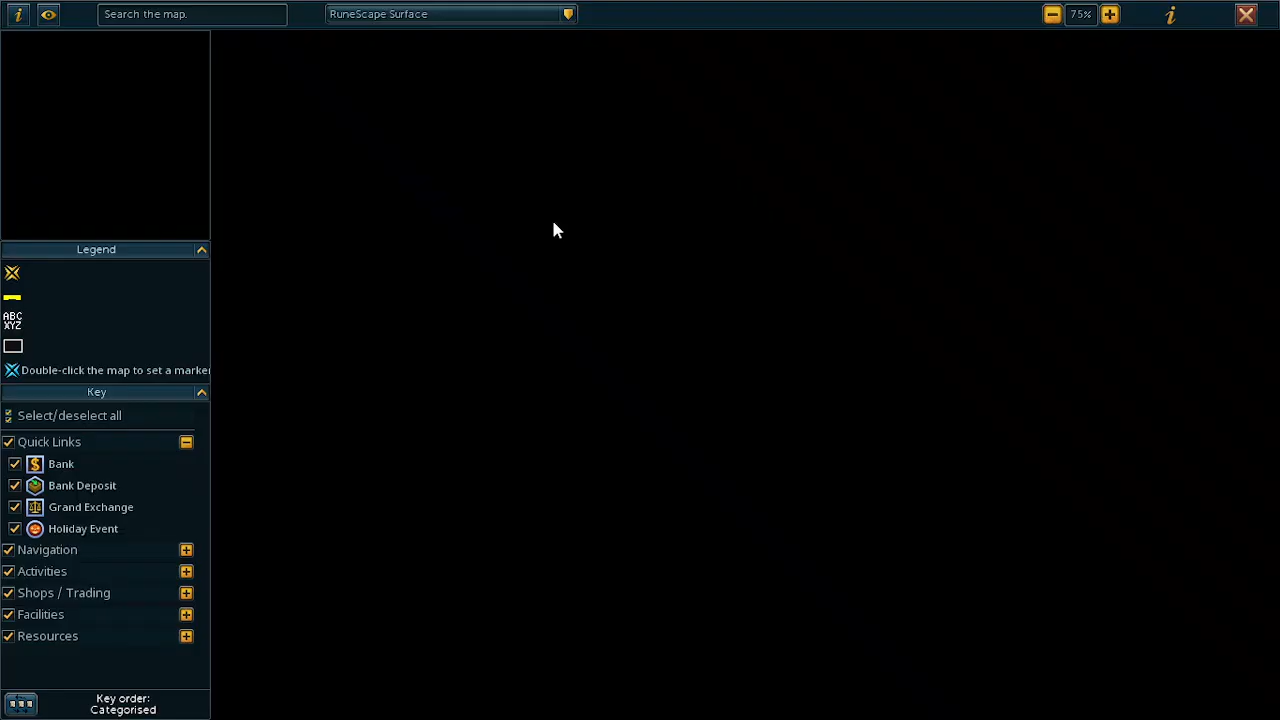 Search the map.
RuneScape Surface
75%
Legend
ABC
XYZ
Double-click the map to set a marke
Key
Select/deselect all
Quick Links
Bank
Bank Deposit
Grand Exchange
Holiday Event
Navigation
Activities
Shops / Trading
Facilities
Resources
Key order:
Categorised